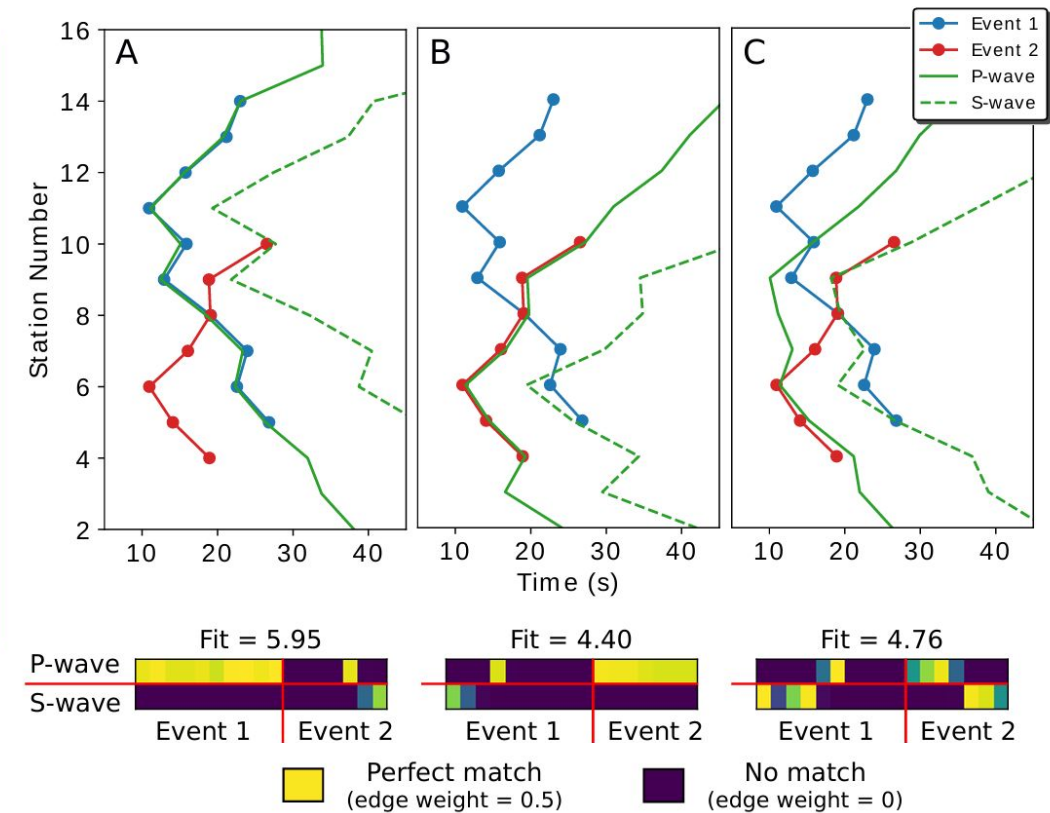 A
B
C
Event 1
Event 2
P-wave
S-wave
Station Number
16
14
12
10
8
6
4
2
10 20 30 40
10 20 30 40
10 20 30 40
Time (s)
Fit = 5.95
Fit = 4.40
Fit = 4.76
P-wave
S-wave
Event 1 Event 2
Event 1 Event 2
Event 1 Event 2
Perfect match
(edge weight = 0.5)
No match
(edge weight = 0)